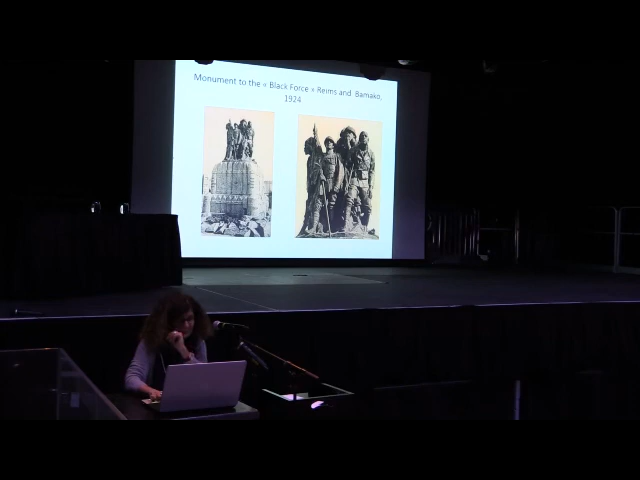 Monument to the « Black Force » Reims and Bamako,
1924